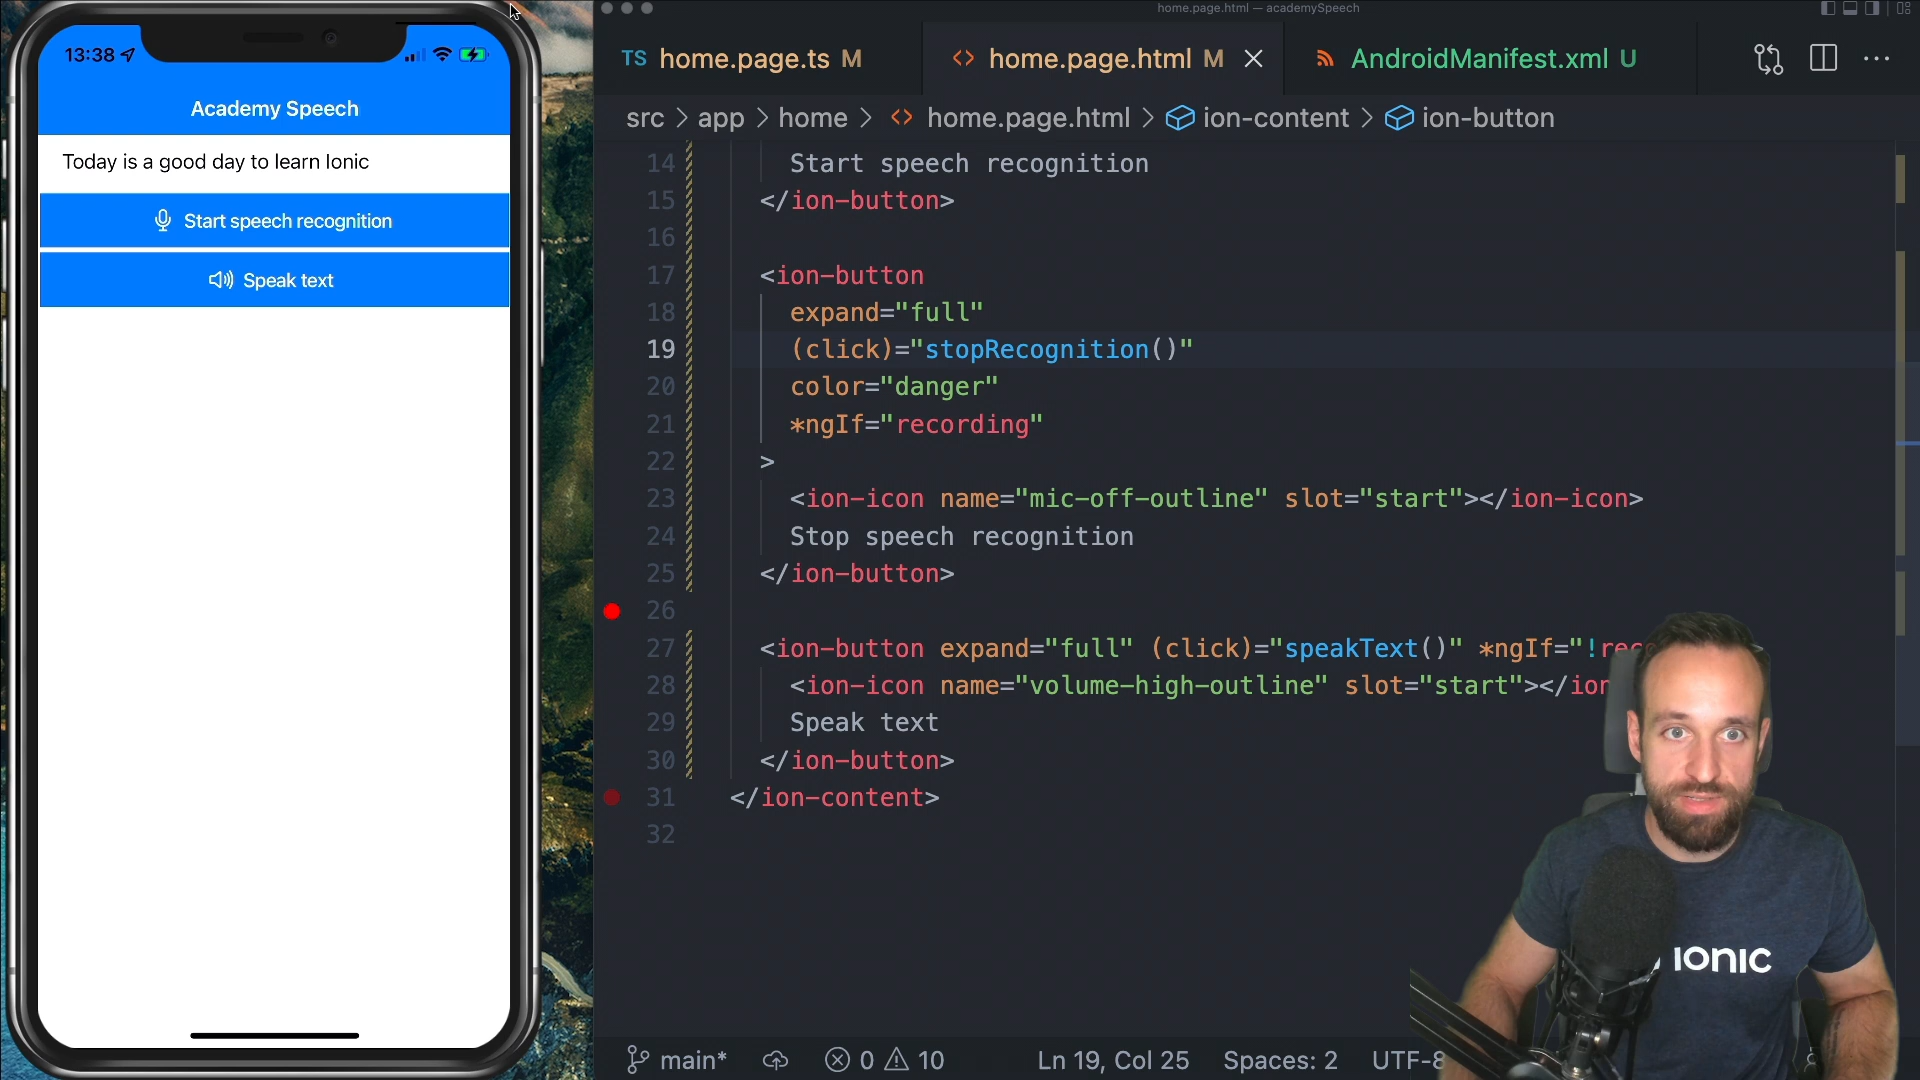 13:38
Academy Speech
Today is a good day to learn Ionic
Start speech recognition
Speak text
home.page.html — academySpeech
TS home.page.ts M
<> home.page.html M
AndroidManifest.xml U
src > app > home > <> home.page.html > ion-content > ion-button
14 Start speech recognition
15 </ion-button>
16
17 <ion-button
18 expand="full"
19 (click)="stopRecognition()"
20 color="danger"
21 *ngIf="recording"
22 >
23 <ion-icon name="mic-off-outline" slot="start"></ion-icon>
24 Stop speech recognition
25 </ion-button>
26
27 <ion-button expand="full" (click)="speakText()" *ngIf="!rec
28 <ion-icon name="volume-high-outline" slot="start"></ion
29 Speak text
30 </ion-button>
31 </ion-content>
32
main* 0 10 Ln 19, Col 25 Spaces: 2 UTF-8
IONIC